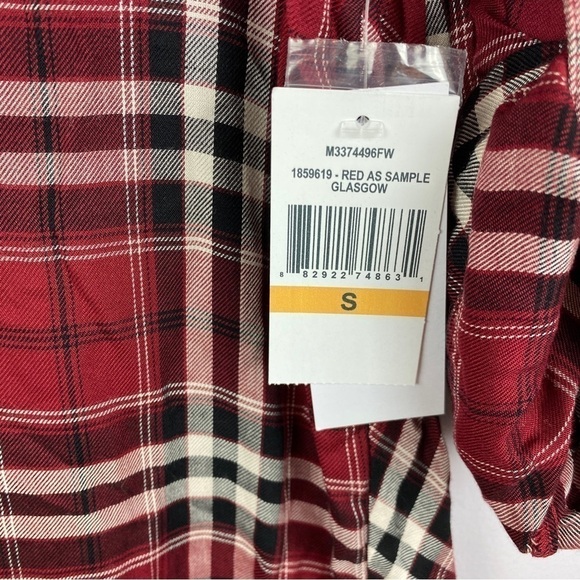 M3374496FW
1859619 - RED AS SAMPLE
GLASGOW
8 82922 74863 1
S